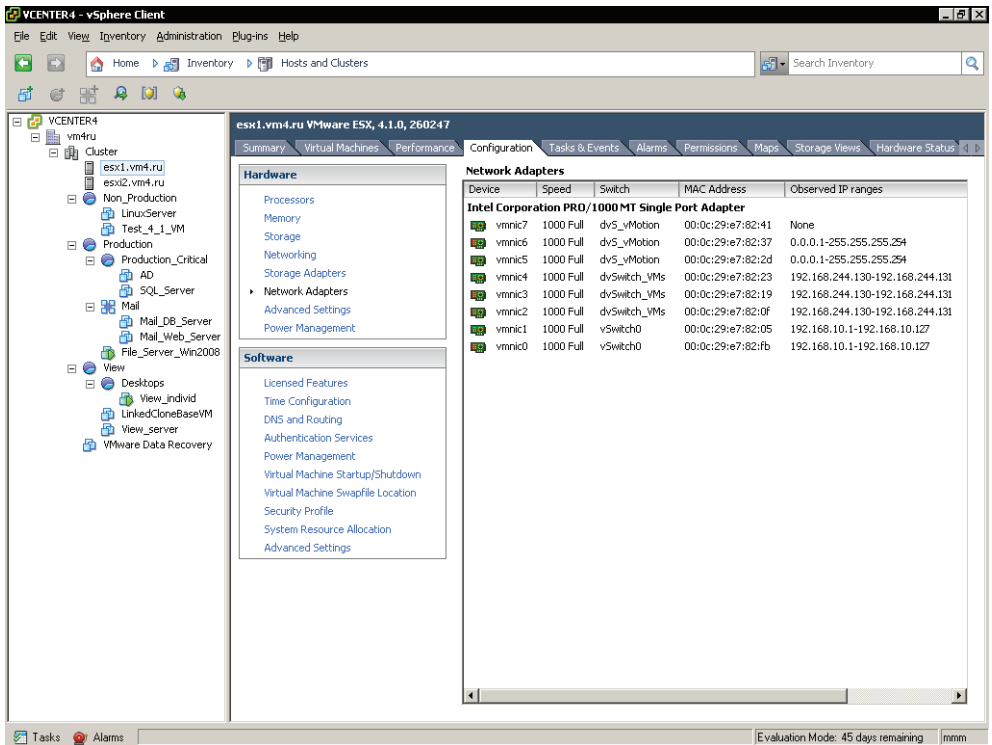 VCENTER4 - vSphere Client
File Edit View Inventory Administration Plug-ins Help
Home Inventory Hosts and Clusters Search Inventory
VCENTER4
vm4ru
Cluster
esx1.vm4.ru
esxi2.vm4.ru
Non_Production
LinuxServer
Test_4_1_VM
Production
Production_Critical
AD
SQL_Server
Mail
Mail_DB_Server
Mail_Web_Server
File_Server_Win2008
View
Desktops
View_individ
LinkedCloneBaseVM
View_server
VMware Data Recovery
esx1.vm4.ru VMware ESX, 4.1.0, 260247
Summary Virtual Machines Performance Configuration Tasks & Events Alarms Permissions Maps Storage Views Hardware Status
Hardware
Processors
Memory
Storage
Networking
Storage Adapters
Network Adapters
Advanced Settings
Power Management
Software
Licensed Features
Time Configuration
DNS and Routing
Authentication Services
Power Management
Virtual Machine Startup/Shutdown
Virtual Machine Swapfile Location
Security Profile
System Resource Allocation
Advanced Settings
Network Adapters
Device Speed Switch MAC Address Observed IP ranges
Intel Corporation PRO/1000 MT Single Port Adapter
vmnic7 1000 Full dvS_vMotion 00:0c:29:e7:82:41 None
vmnic6 1000 Full dvS_vMotion 00:0c:29:e7:82:37 0.0.0.1-255.255.255.254
vmnic5 1000 Full dvS_vMotion 00:0c:29:e7:82:2d 0.0.0.1-255.255.255.254
vmnic4 1000 Full dvSwitch_VMs 00:0c:29:e7:82:23 192.168.244.130-192.168.244.131
vmnic3 1000 Full dvSwitch_VMs 00:0c:29:e7:82:19 192.168.244.130-192.168.244.131
vmnic2 1000 Full dvSwitch_VMs 00:0c:29:e7:82:0f 192.168.244.130-192.168.244.131
vmnic1 1000 Full vSwitch0 00:0c:29:e7:82:05 192.168.10.1-192.168.10.127
vmnic0 1000 Full vSwitch0 00:0c:29:e7:82:fb 192.168.10.1-192.168.10.127
Tasks Alarms Evaluation Mode: 45 days remaining mmm